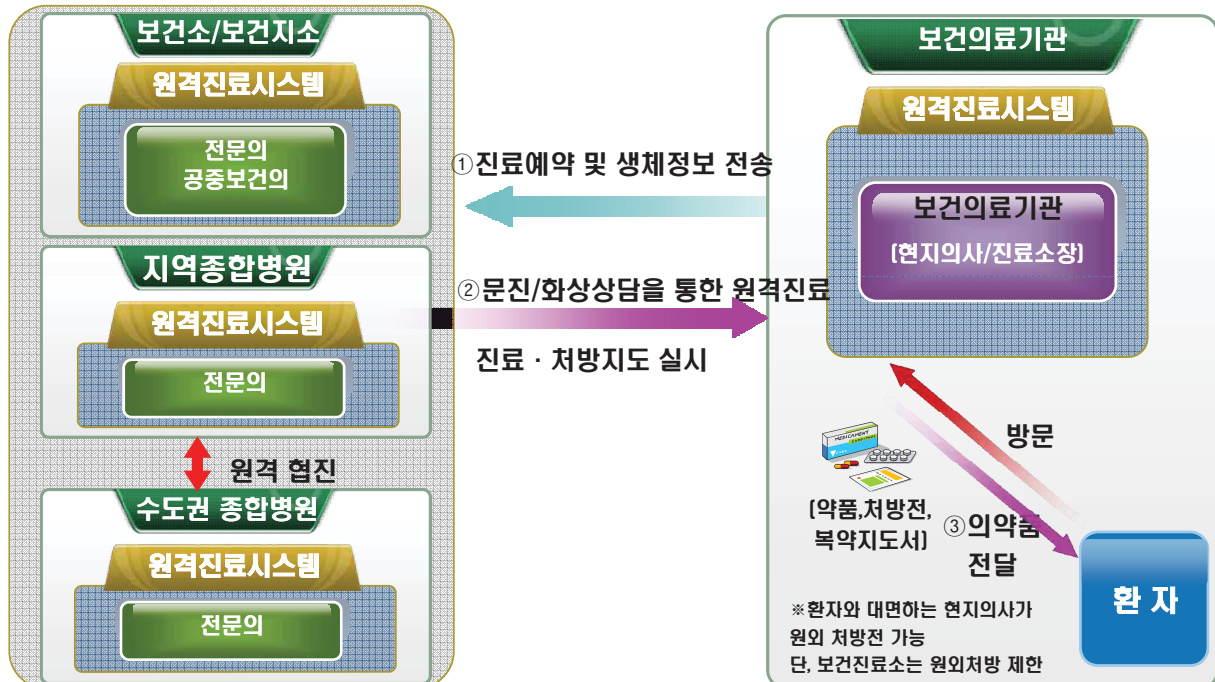 보건소/보건지소
원격진료시스템
전문의
공중보건의
지역종합병원
원격진료시스템
전문의
원격 협진
수도권 종합병원
원격진료시스템
전문의
①진료예약 및 생체정보 전송
②문진/화상상담을 통한 원격진료
진료 · 처방지도 실시
보건의료기관
원격진료시스템
보건의료기관
(현지의사/진료소장)
방문
MEDICAMENT
(약품,처방전,
복약지도서)
③의약품
전달
환 자
※환자와 대면하는 현지의사가
원외 처방전 가능
단, 보건진료소는 원외처방 제한